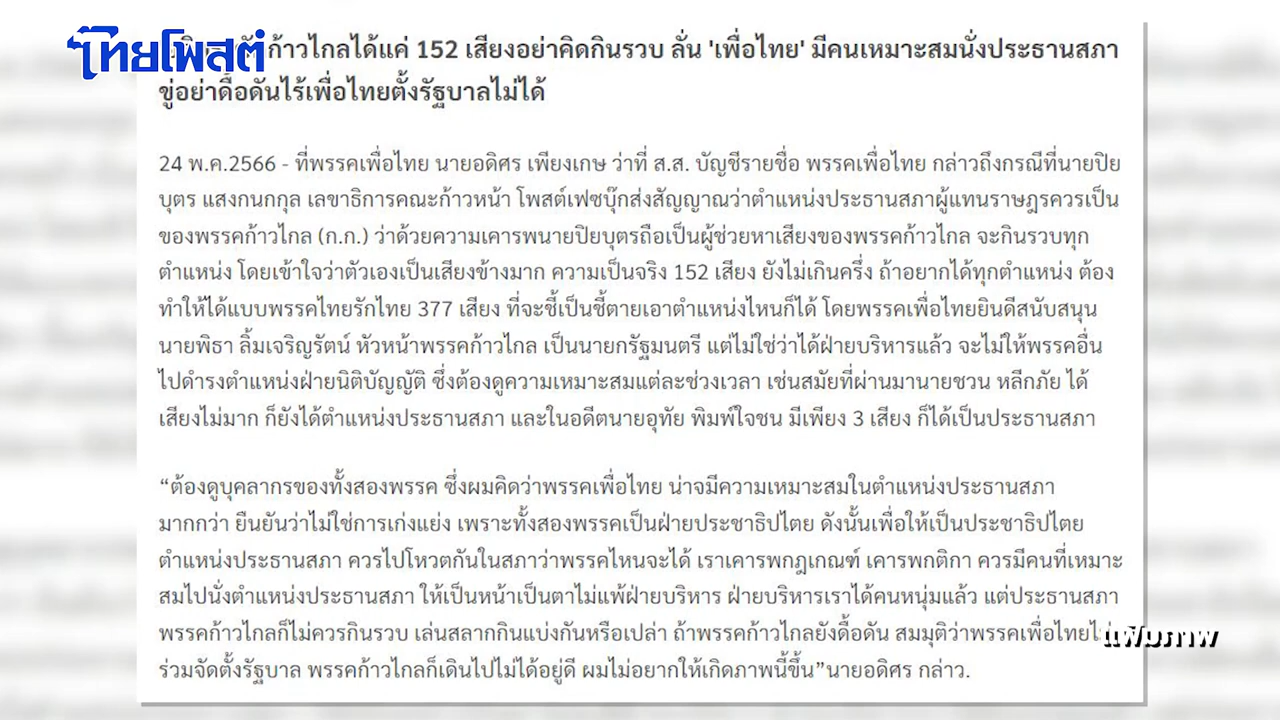 ไทยโพสต์
ก้าวไกลได้แค่ 152 เสียงอย่าคิดกินรวบ ลั่น 'เพื่อไทย' มีคนเหมาะสมนั่งประธานสภา
ขู่อย่าดื้อดันไร้เพื่อไทยตั้งรัฐบาลไม่ได้
24 พ.ค.2566 - ที่พรรคเพื่อไทย นายอดิศร เพียงเกษ ว่าที่ ส.ส. บัญชีรายชื่อ พรรคเพื่อไทย กล่าวถึงกรณีที่นายปิย
บุตร แสงกนกกุล เลขาธิการคณะก้าวหน้า โพสต์เฟซบุ๊กส่งสัญญาณว่าตำแหน่งประธานสภาผู้แทนราษฎรควรเป็น
ของพรรคก้าวไกล (ก.ก.) ว่าด้วยความเคารพนายปิยบุตรถือเป็นผู้ช่วยหาเสียงของพรรคก้าวไกล จะกินรวบทุก
ตำแหน่ง โดยเข้าใจว่าตัวเองเป็นเสียงข้างมาก ความเป็นจริง 152 เสียง ยังไม่เกินครึ่ง ถ้าอยากได้ทุกตำแหน่ง ต้อง
ทำให้ได้แบบพรรคไทยรักไทย 377 เสียง ที่จะชี้เป็นชี้ตายเอาตำแหน่งไหนก็ได้ โดยพรรคเพื่อไทยยินดีสนับสนุน
นายพิธา ลิ้มเจริญรัตน์ หัวหน้าพรรคก้าวไกล เป็นนายกรัฐมนตรี แต่ไม่ใช่ว่าได้ฝ่ายบริหารแล้ว จะไม่ให้พรรคอื่น
ไปดำรงตำแหน่งฝ่ายนิติบัญญัติ ซึ่งต้องดูความเหมาะสมแต่ละช่วงเวลา เช่นสมัยที่ผ่านมานายชวน หลีกภัย ได้
เสียงไม่มาก ก็ยังได้ตำแหน่งประธานสภา และในอดีตนายอุทัย พิมพ์ใจชน มีเพียง 3 เสียง ก็ได้เป็นประธานสภา
“ต้องดูบุคลากรของทั้งสองพรรค ซึ่งผมคิดว่าพรรคเพื่อไทย น่าจมีความเหมาะสมในตำแหน่งประธานสภา
มากกว่า ยืนยันว่าไม่ใช่การเก่งแย่ง เพราะทั้งสองพรรคเป็นฝ่ายประชาธิปไตย ดังนั้นเพื่อให้เป็นประชาธิปไตย
ตำแหน่งประธานสภา ควรไปโหวตกันในสภาว่าพรรคไหนจะได้ เราเคารพกฎเกณฑ์ เคารพกติกา ควรมีคนที่เหมาะ
สมไปนั่งตำแหน่งประธานสภา ให้เป็นหน้าเป็นตาไม่แพ้ฝ่ายบริหาร ฝ่ายบริหารเราได้คนหนุ่มแล้ว แต่ประธานสภา
พรรคก้าวไกลก็ไม่ควรกินรวบ เล่นสลากกินแบ่งกันหรือเปล่า ถ้าพรรคก้าวไกลยังดื้อดัน สมมุติว่าพรรคเพื่อไทย
แฟ้มภาพ
ร่วมจัดตั้งรัฐบาล พรรคก้าวไกลก็เดินไปไม่ได้อยู่ดี ผมไม่อยากให้เกิดภาพนี้ขึ้น”นายอดิศร กล่าว.